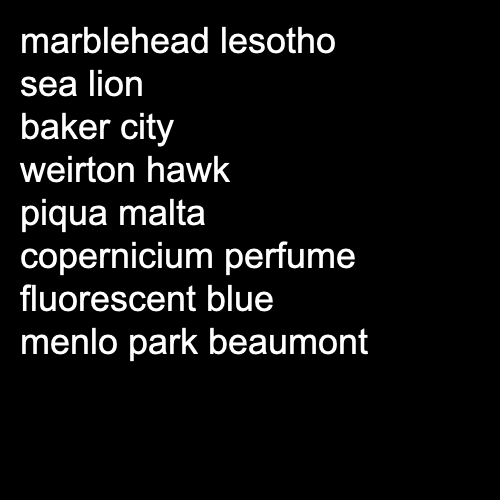 marblehead lesotho
sea lion
baker city
weirton hawk
piqua malta
copernicium perfume
fluorescent blue
menlo park beaumont